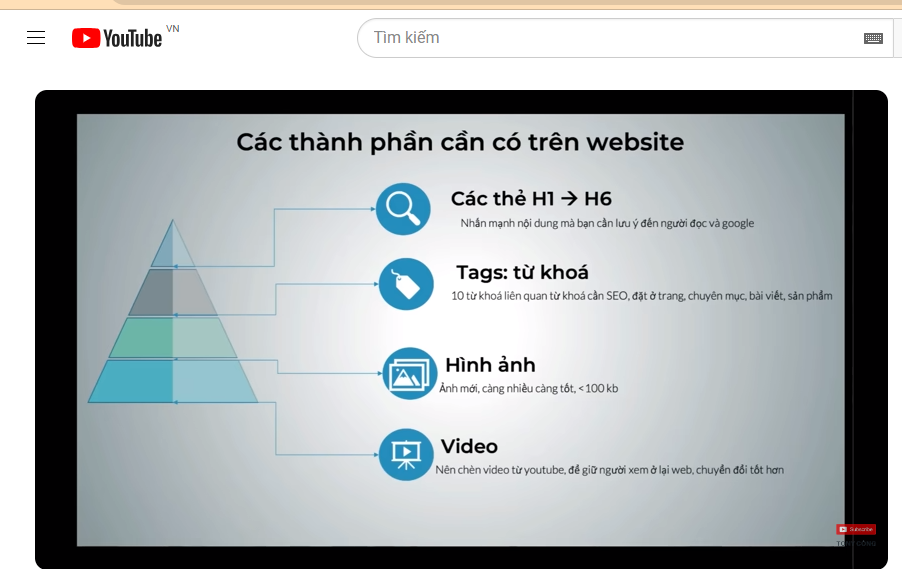 YouTube VN
Tìm kiếm
Các thành phần cần có trên website
Các thẻ H1 → H6
Nhấn mạnh nội dung mà bạn cần lưu ý đến người đọc và google
Tags: từ khoá
10 từ khoá liên quan từ khoá cần SEO, đặt ở trang, chuyên mục, bài viết, sản phẩm
Hình ảnh
Ảnh mới, càng nhiều càng tốt, <100 kb
Video
Nên chèn video từ youtube, để giữ người xem ở lại web, chuyển đổi tốt hơn
Subscribe